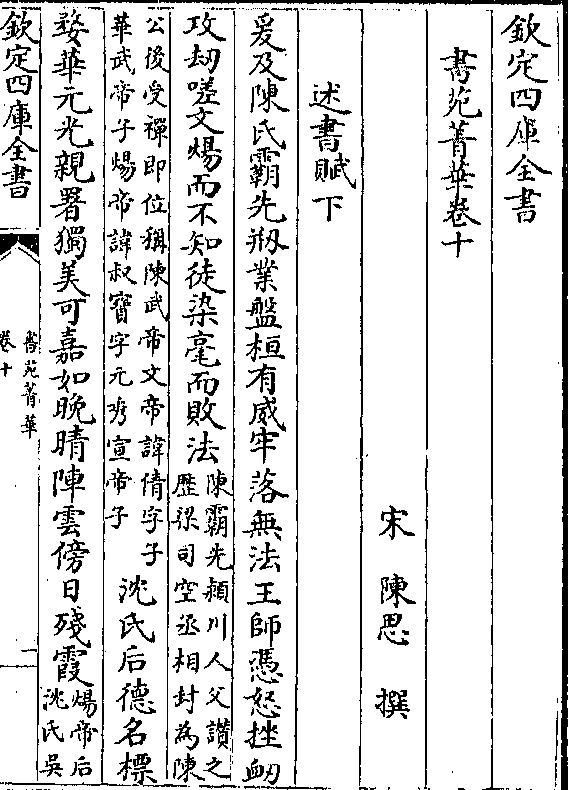 欽定四庫全書
書苑菁華卷十
宋 陳思 撰
述書賦下
爰及陳氏霸先剏業盤桓有威牢落無法王師憑怒挫衂
攻劫嗟文煬而不知徒染毫而敗法
陳霸先潁川人父讃之
歴梁司空丞相封為陳
公後受禪即位稱陳武帝文帝諱倩字子
華武帝子煬帝諱叔寳字元秀宣帝子
沈氏后德名標
婺華元光親署獨美可嘉如晚晴陣雲傍日殘霞
煬帝后
沈氏吳
欽定四庫全書
書苑菁華
卷十
一